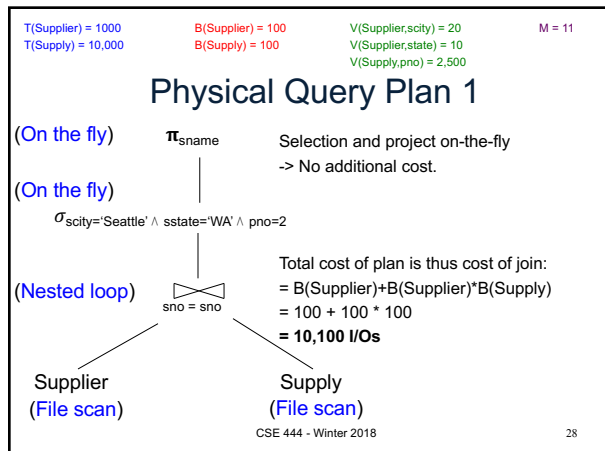 T(Supplier) = 1000 B(Supplier) = 100 V(Supplier,scity) = 20 M = 11
T(Supply) = 10,000 B(Supply) = 100 V(Supplier,state) = 10
V(Supply,pno) = 2,500
Physical Query Plan 1
(On the fly) π sname Selection and project on-the-fly
-> No additional cost.
(On the fly)
σ scity=‘Seattle’ ∧ sstate=‘WA’ ∧ pno=2
Total cost of plan is thus cost of join:
(Nested loop) = B(Supplier)+B(Supplier)*B(Supply)
sno = sno = 100 + 100 * 100
= 10,100 I/Os
Supplier Supply
(File scan) (File scan)
CSE 444 - Winter 2018 28